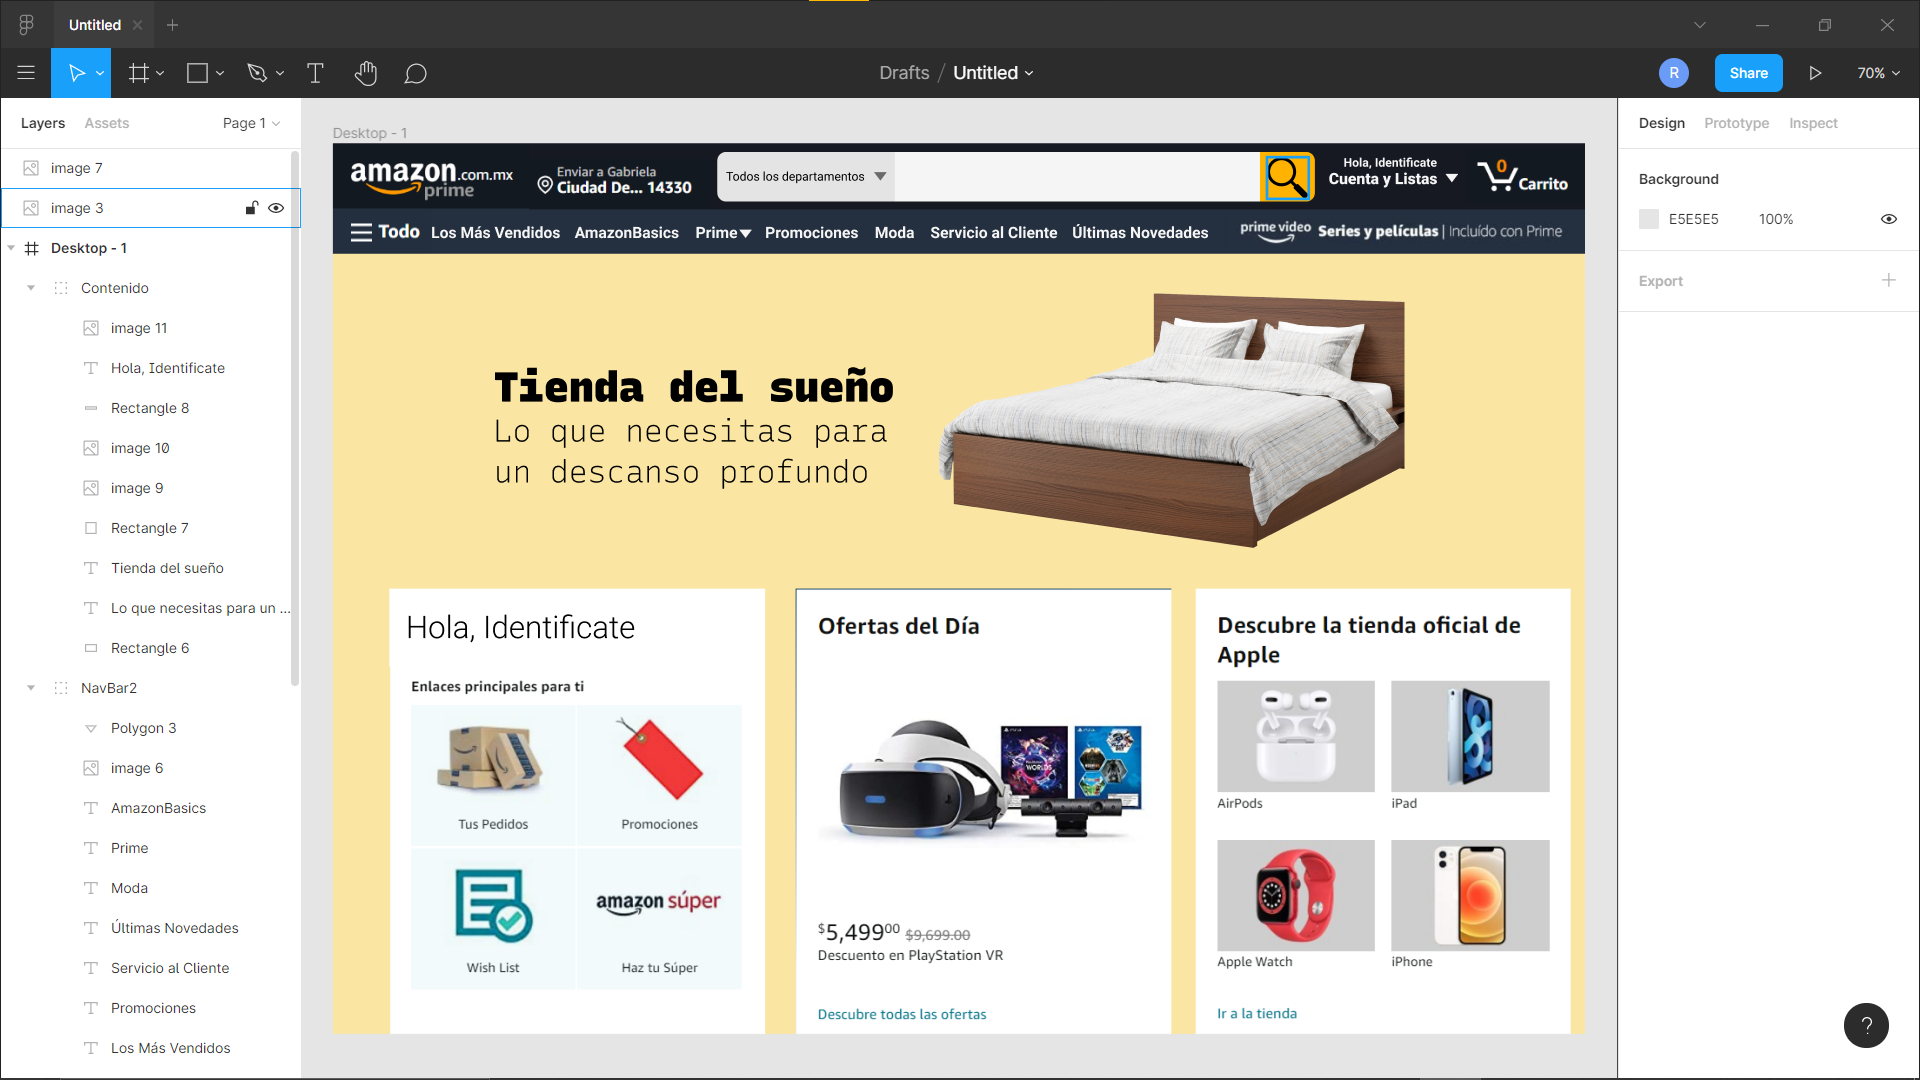 Untitled
Drafts / Untitled
R
Share
70%
Layers
Assets
Page 1
image 7
image 3
Desktop - 1
Contenido
image 11
Hola, Identificate
Rectangle 8
image 10
image 9
Rectangle 7
Tienda del sueño
Lo que necesitas para un ...
Rectangle 6
NavBar2
Polygon 3
image 6
AmazonBasics
Prime
Moda
Últimas Novedades
Servicio al Cliente
Promociones
Los Más Vendidos
Desktop - 1
amazon.com.mx
prime
Enviar a Gabriela
Ciudad De... 14330
Todos los departamentos
Hola, Identificate
Cuenta y Listas
0
Carrito
Todo
Los Más Vendidos
AmazonBasics
Prime
Promociones
Moda
Servicio al Cliente
Últimas Novedades
prime video
Series y películas | Incluído con Prime
Tienda del sueño
Lo que necesitas para
un descanso profundo
Hola, Identificate
Enlaces principales para ti
Tus Pedidos
Promociones
Wish List
amazon súper
Haz tu Súper
Ofertas del Día
WORLDS
$5,499⁰⁰ $9,699.00
Descuento en PlayStation VR
Descubre todas las ofertas
Descubre la tienda oficial de
Apple
AirPods
iPad
Apple Watch
iPhone
Ir a la tienda
Design
Prototype
Inspect
Background
E5E5E5
100%
Export
?